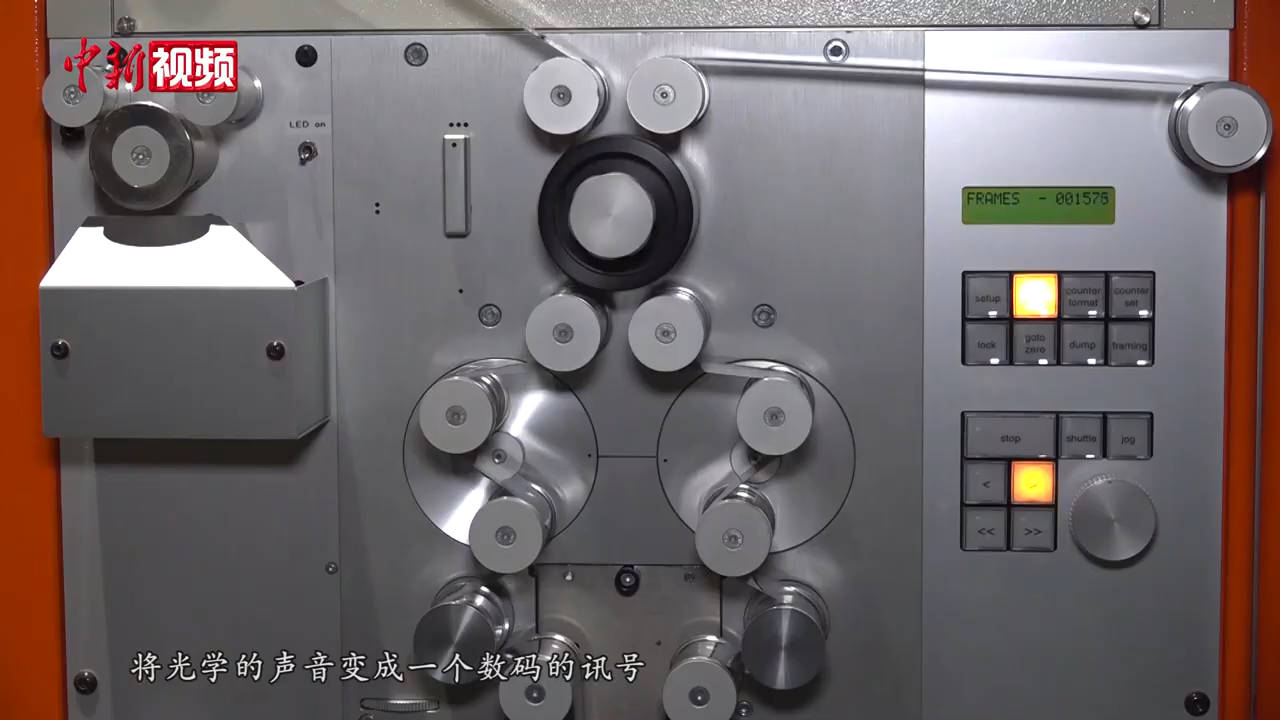 中新视频
LED on
FRAMES - 001576
setup
counter format
counter set
lock
goto zero
dump
framing
stop
shuttle
jog
<
<<
>>
将光学的声音变成一个数码的讯号